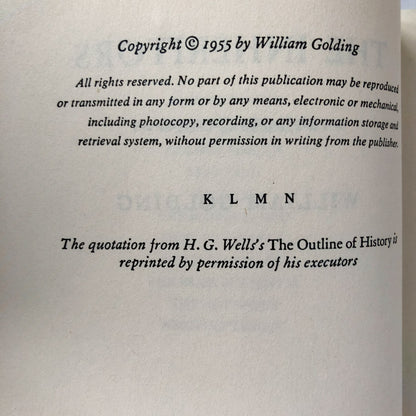 Copyright © 1955 by William Golding
All rights reserved. No part of this publication may be reproduced
or transmitted in any form or by any means, electronic or mechanical,
including photocopy, recording, or any information storage and
retrieval system, without permission in writing from the publisher.
K L M N
The quotation from H. G. Wells's The Outline of History is
reprinted by permission of his executors